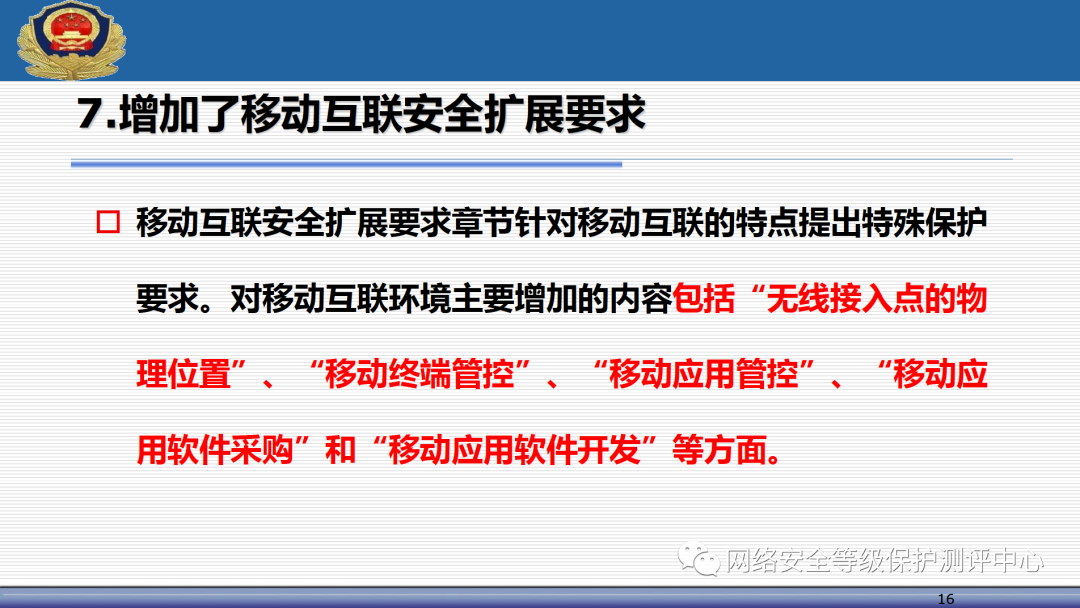 7.增加了移动互联安全扩展要求
□ 移动互联安全扩展要求章节针对移动互联的特点提出特殊保护
要求。对移动互联环境主要增加的内容包括“无线接入点的物
理位置”、“移动终端管控”、“移动应用管控”、“移动应
用软件采购”和“移动应用软件开发”等方面。
网络安全等级保护测评中心
16